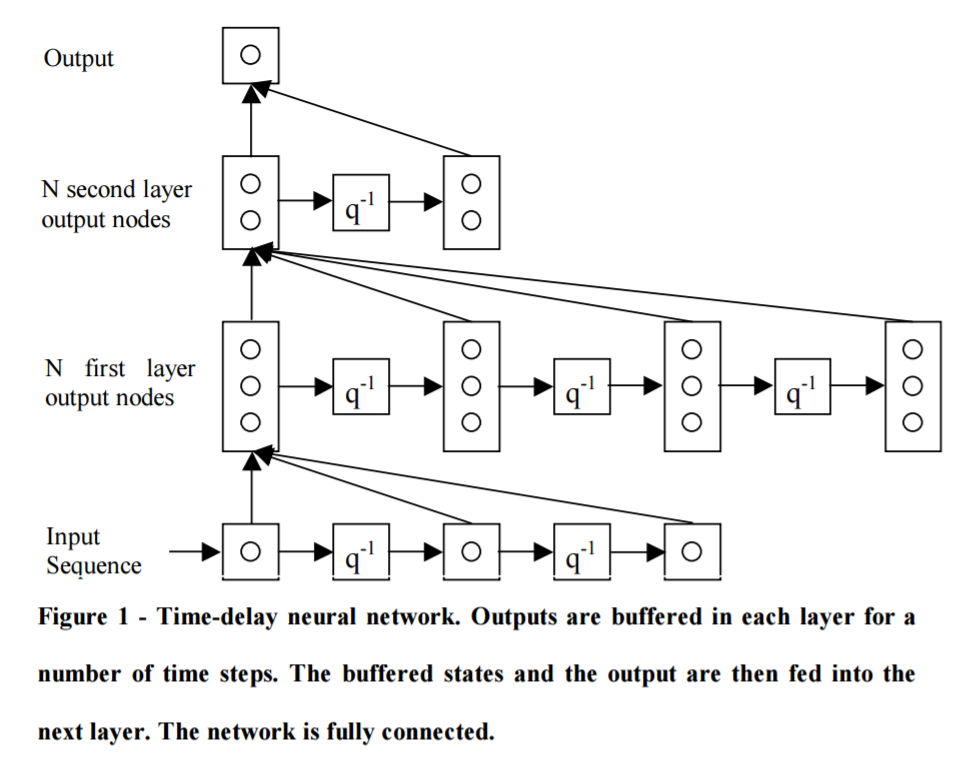 Output
N second layer
output nodes
q-1
N first layer
output nodes
q-1
q-1
q-1
Input
Sequence
q-1
q-1
Figure 1 - Time-delay neural network. Outputs are buffered in each layer for a
number of time steps. The buffered states and the output are then fed into the
next layer. The network is fully connected.